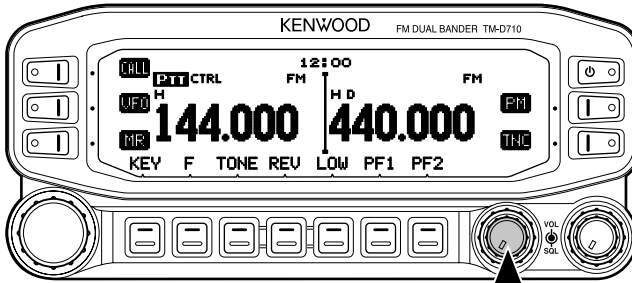 KENWOOD FM DUAL BANDER TM-D710
12:00
CALL PTT CTRL FM FM
VFO H 144.000 H D 440.000 PM
MR TNC
KEY F TONE REV LOW PF1 PF2
VOL
SQL